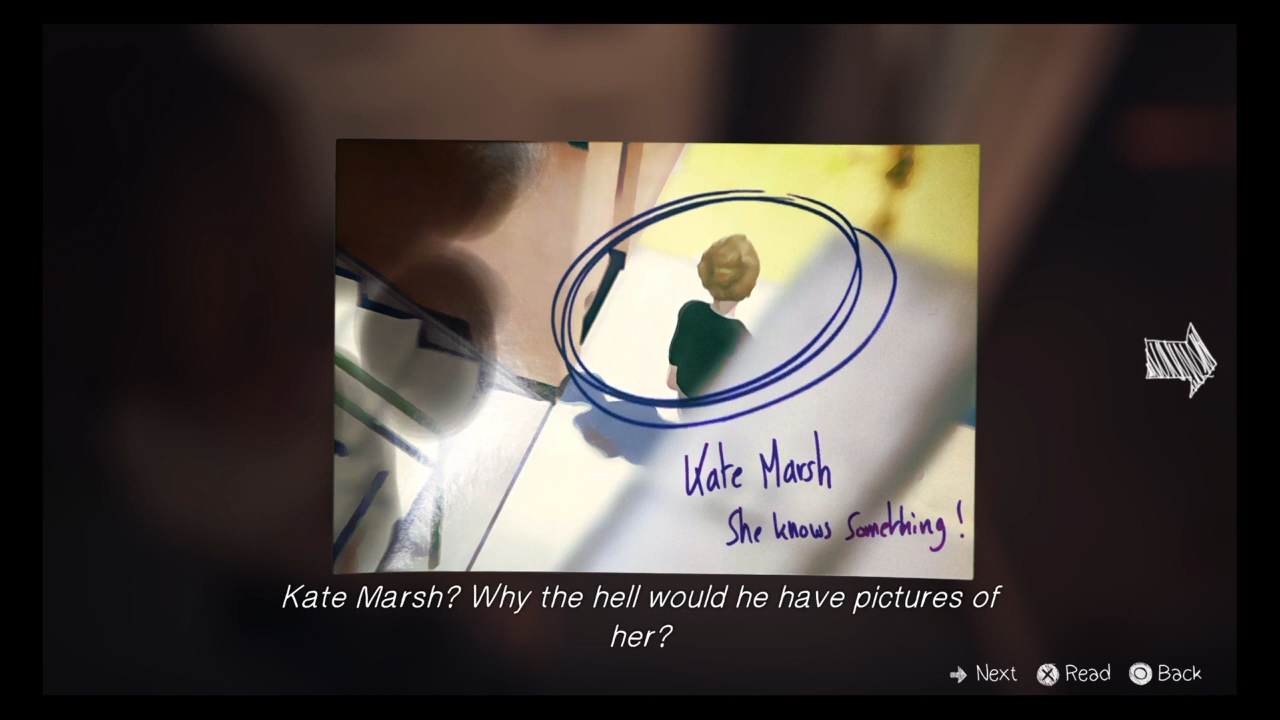 Kate Marsh
She knows something!
Kate Marsh? Why the hell would he have pictures of
her?
Next Read Back